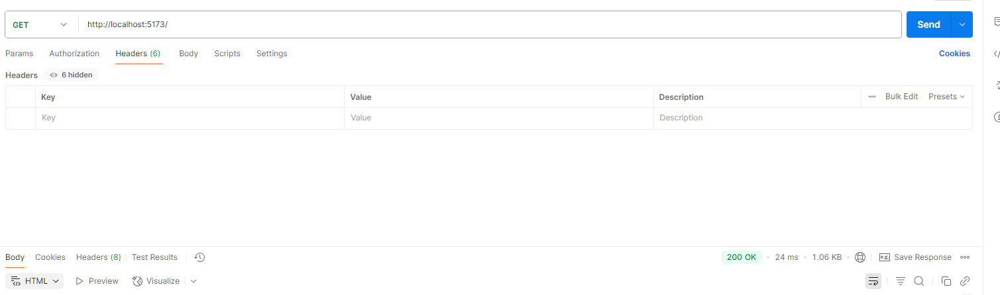 GET http://localhost:5173/ Send
Params Authorization Headers (6) Body Scripts Settings Cookies
Headers 6 hidden
Key Value Description Bulk Edit Presets
Key Value Description
Body Cookies Headers (8) Test Results 200 OK • 24 ms • 1.06 KB • e.g. Save Response
HTML Preview Visualize